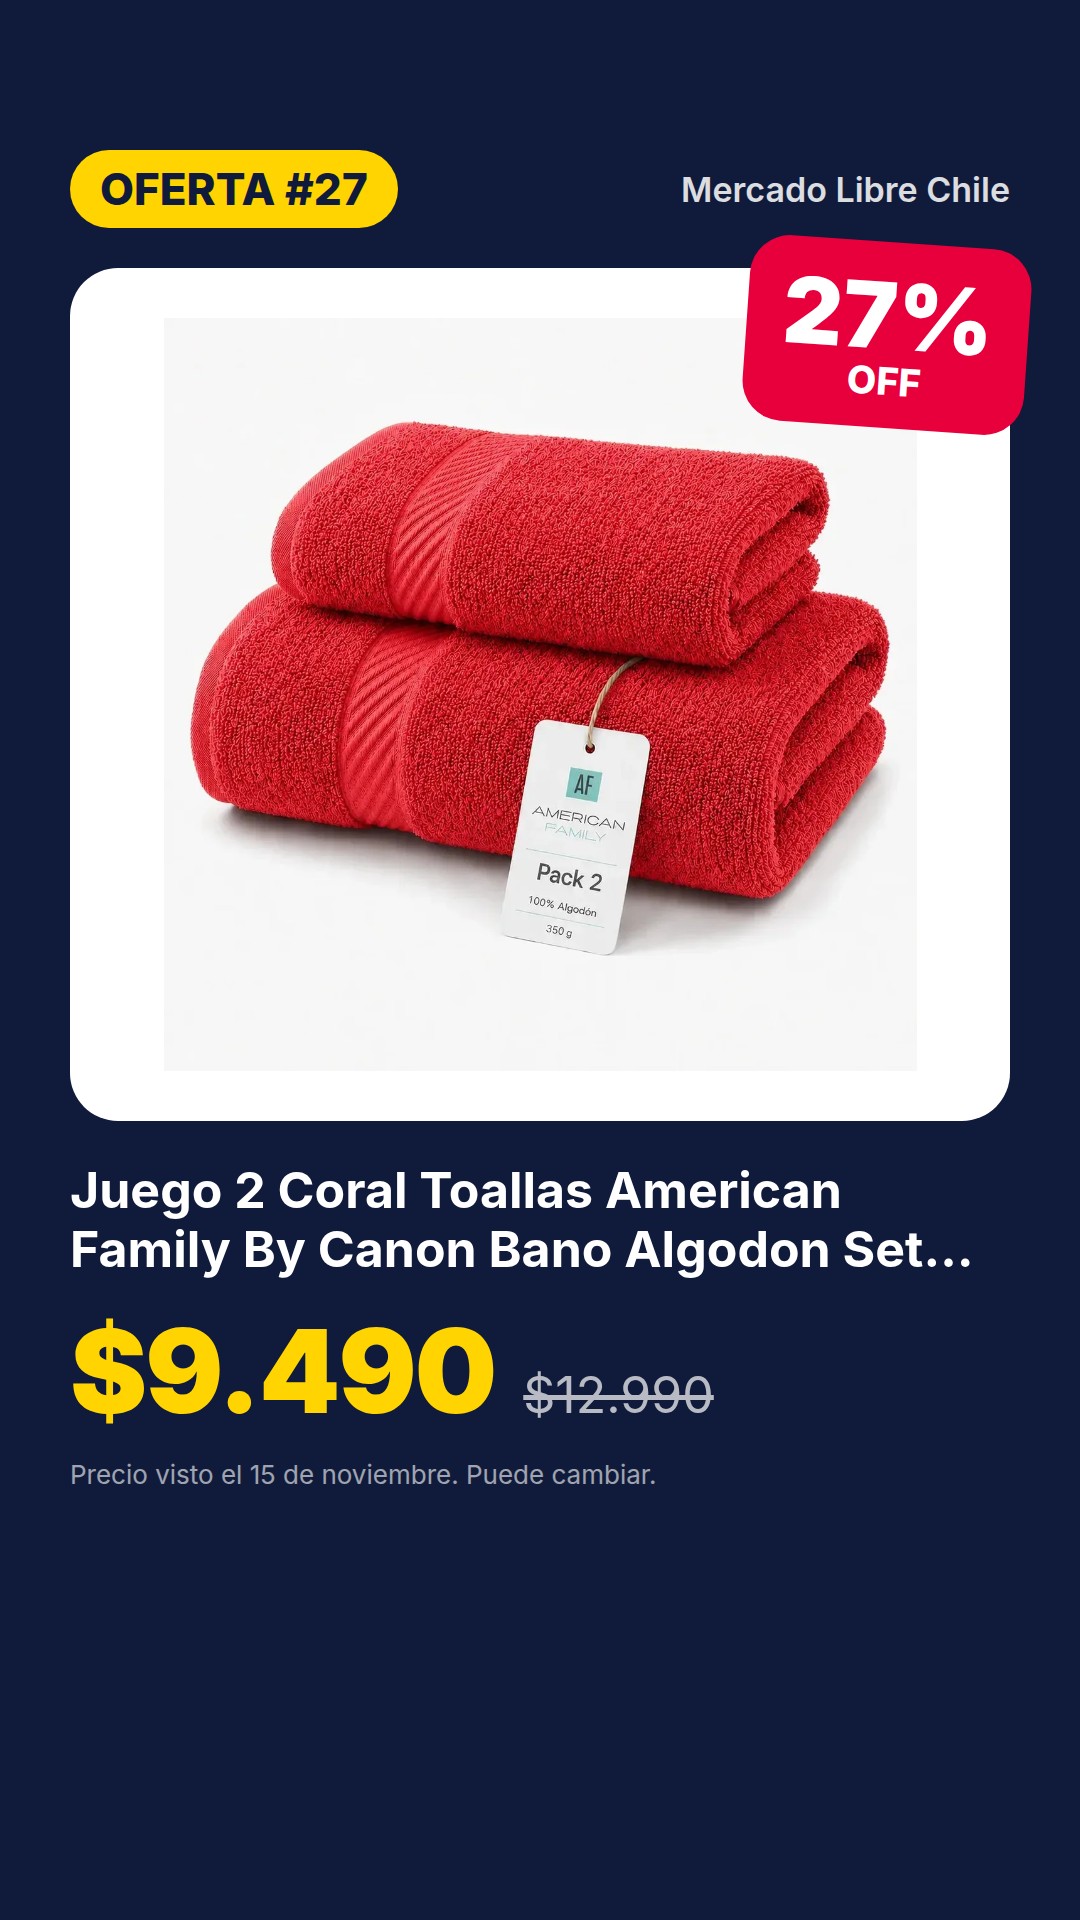 OFERTA #27
Mercado Libre Chile
27%
OFF
AF
AMERICAN
FAMILY
Pack 2
100% Algodón
350 g
Juego 2 Coral Toallas American
Family By Canon Bano Algodon Set...
$9.490 $12.990
Precio visto el 15 de noviembre. Puede cambiar.